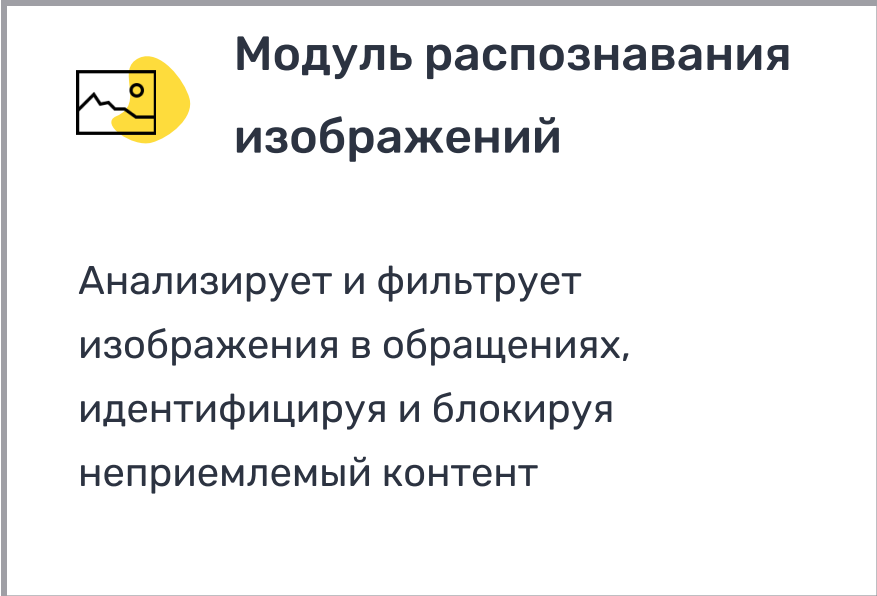 Модуль распознавания
изображений
Анализирует и фильтрует
изображения в обращениях,
идентифицируя и блокируя
неприемлемый контент